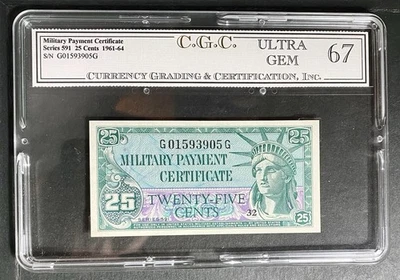 Military Payment Certificate
Series 591 25 Cents 1961-64
S/N G01593905G
C.G.C.
ULTRA
GEM
67
CURRENCY GRADING & CERTIFICATION, INC.
25
G01593905G
MILITARY PAYMENT
CERTIFICATE
25
TWENTY-FIVE
CENTS
32
25